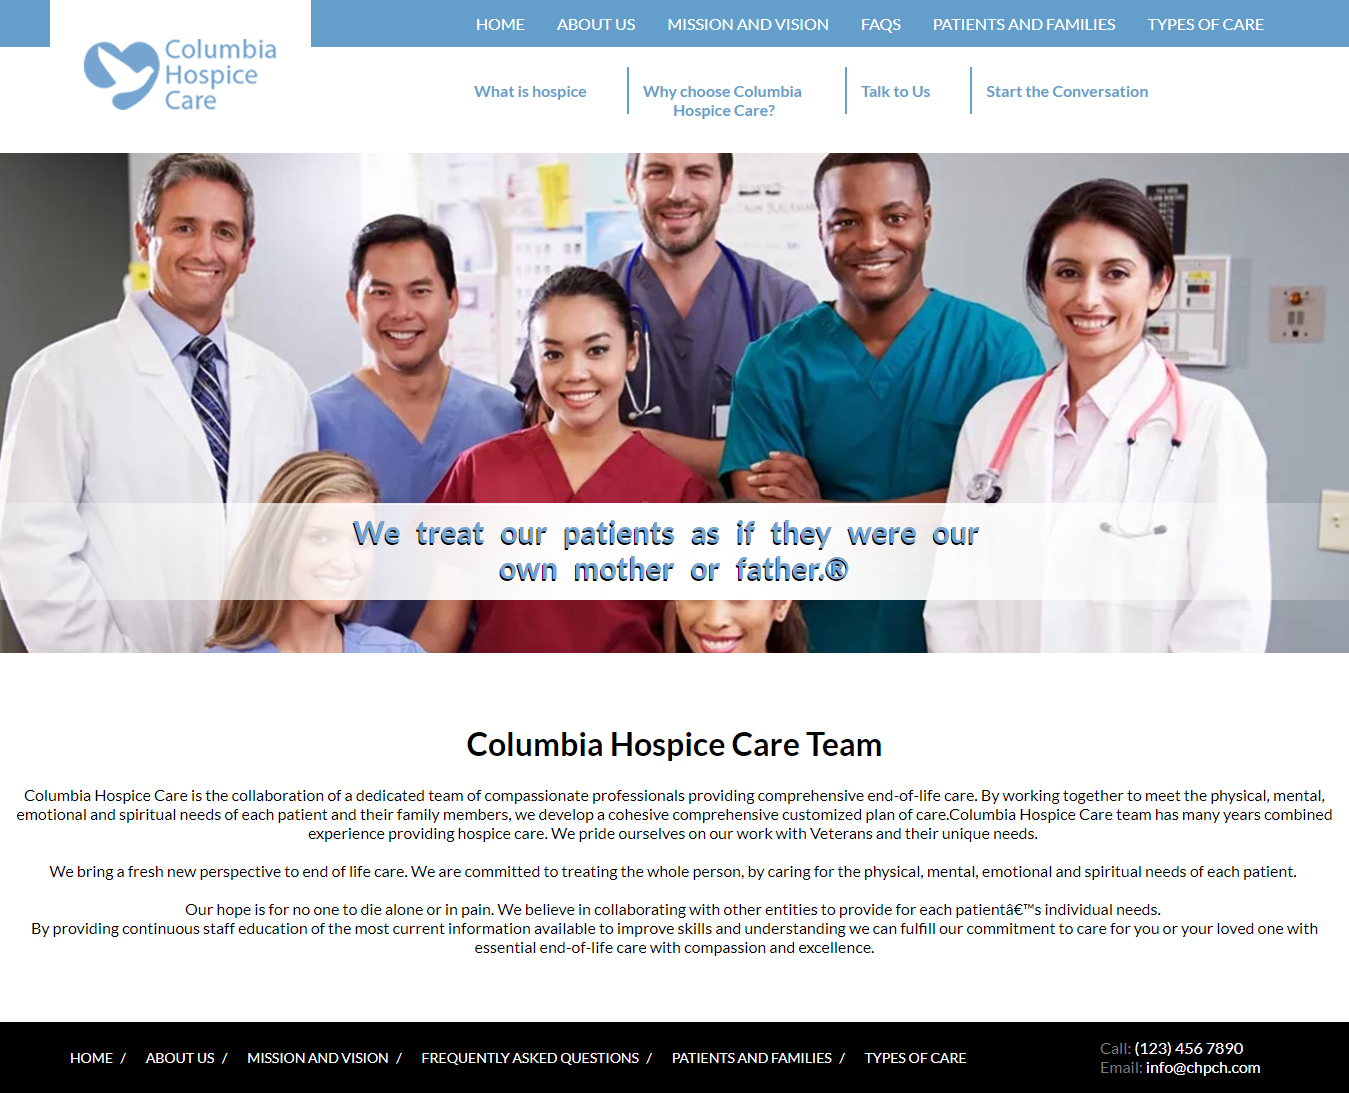 Columbia
Hospice
Care
HOME ABOUT US MISSION AND VISION FAQS PATIENTS AND FAMILIES TYPES OF CARE
What is hospice
Why choose Columbia
Hospice Care?
Talk to Us
Start the Conversation
We treat our patients as if they were our
own mother or father.®
Columbia Hospice Care Team
Columbia Hospice Care is the collaboration of a dedicated team of compassionate professionals providing comprehensive end-of-life care. By working together to meet the physical, mental,
emotional and spiritual needs of each patient and their family members, we develop a cohesive comprehensive customized plan of care.Columbia Hospice Care team has many years combined
experience providing hospice care. We pride ourselves on our work with Veterans and their unique needs.
We bring a fresh new perspective to end of life care. We are committed to treating the whole person, by caring for the physical, mental, emotional and spiritual needs of each patient.
Our hope is for no one to die alone or in pain. We believe in collaborating with other entities to provide for each patientâ€™s individual needs.
By providing continuous staff education of the most current information available to improve skills and understanding we can fulfill our commitment to care for you or your loved one with
essential end-of-life care with compassion and excellence.
HOME / ABOUT US / MISSION AND VISION / FREQUENTLY ASKED QUESTIONS / PATIENTS AND FAMILIES / TYPES OF CARE
Call: (123) 456 7890
Email: info@chpch.com